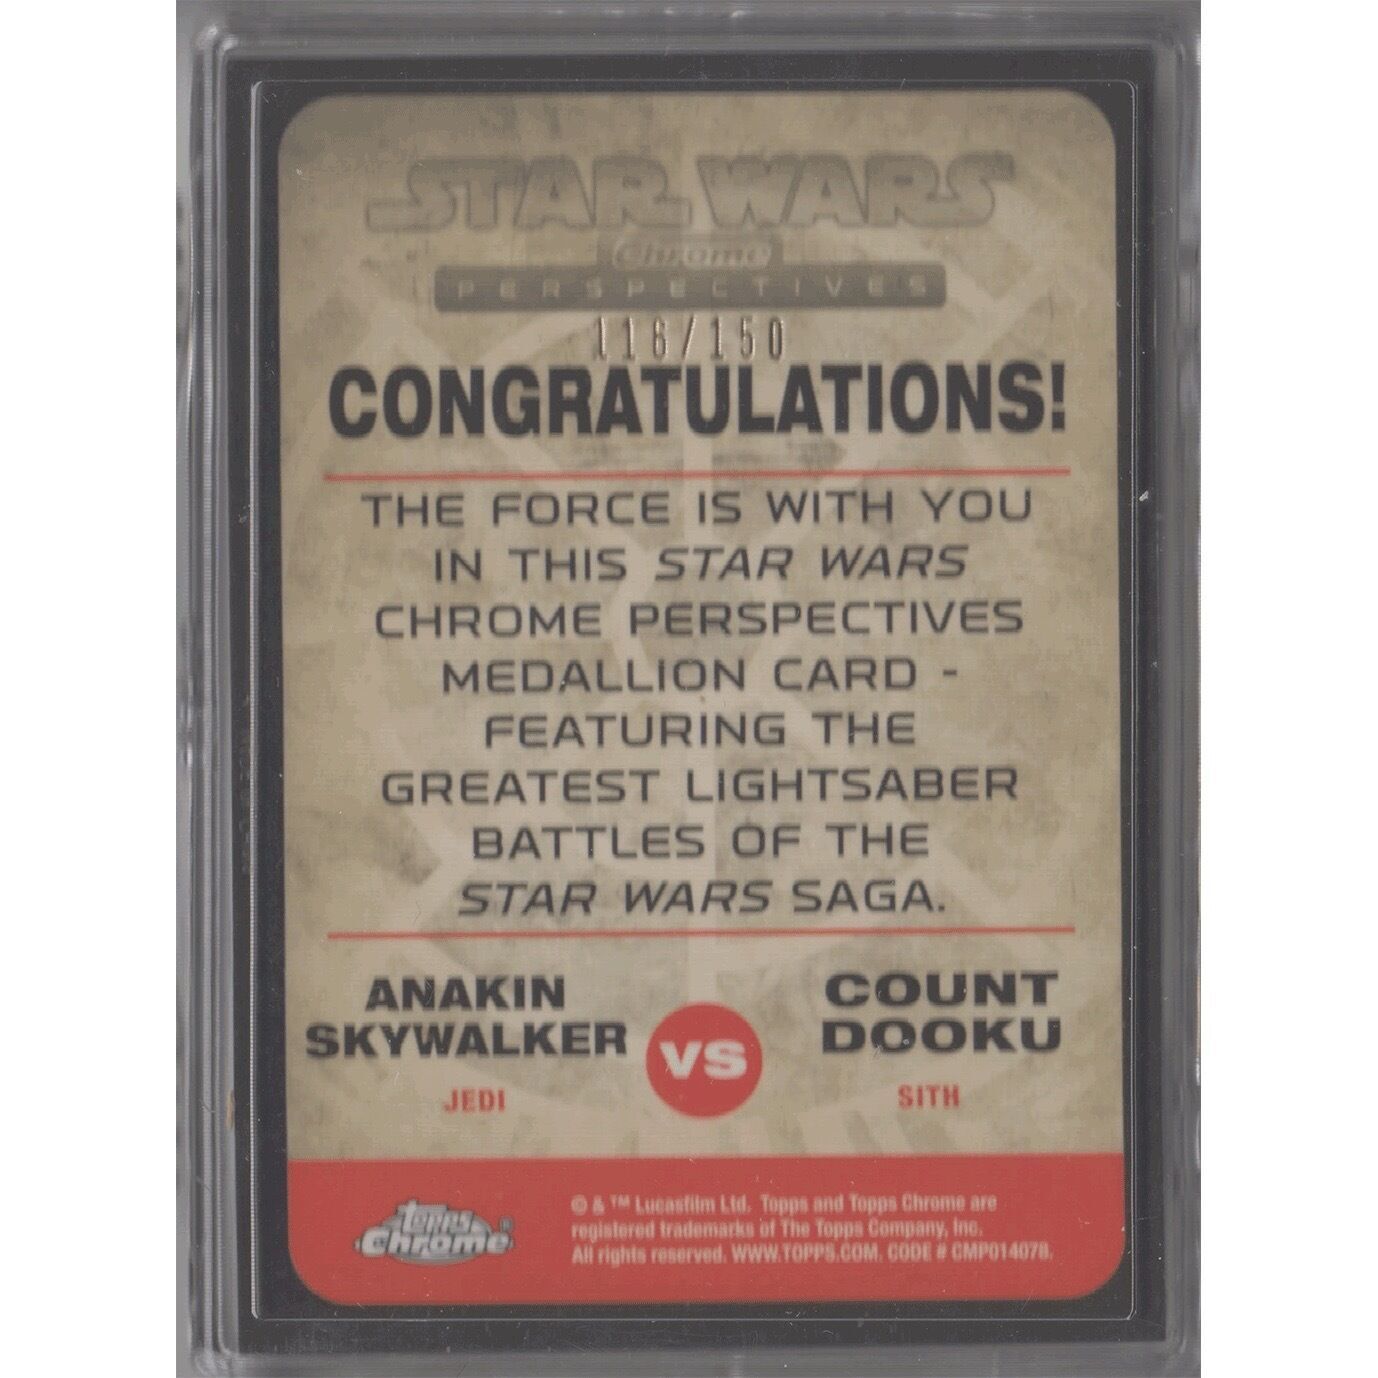 STAR WARS
Chrome
PERSPECTIVES
116/150
CONGRATULATIONS!
THE FORCE IS WITH YOU
IN THIS STAR WARS
CHROME PERSPECTIVES
MEDALLION CARD -
FEATURING THE
GREATEST LIGHTSABER
BATTLES OF THE
STAR WARS SAGA.
ANAKIN
SKYWALKER
JEDI
VS
COUNT
DOOKU
SITH
Topps
Chrome®
© & ™ Lucasfilm Ltd. Topps and Topps Chrome are
registered trademarks of The Topps Company, Inc.
All rights reserved. WWW.TOPPS.COM. CODE # CMP014078.